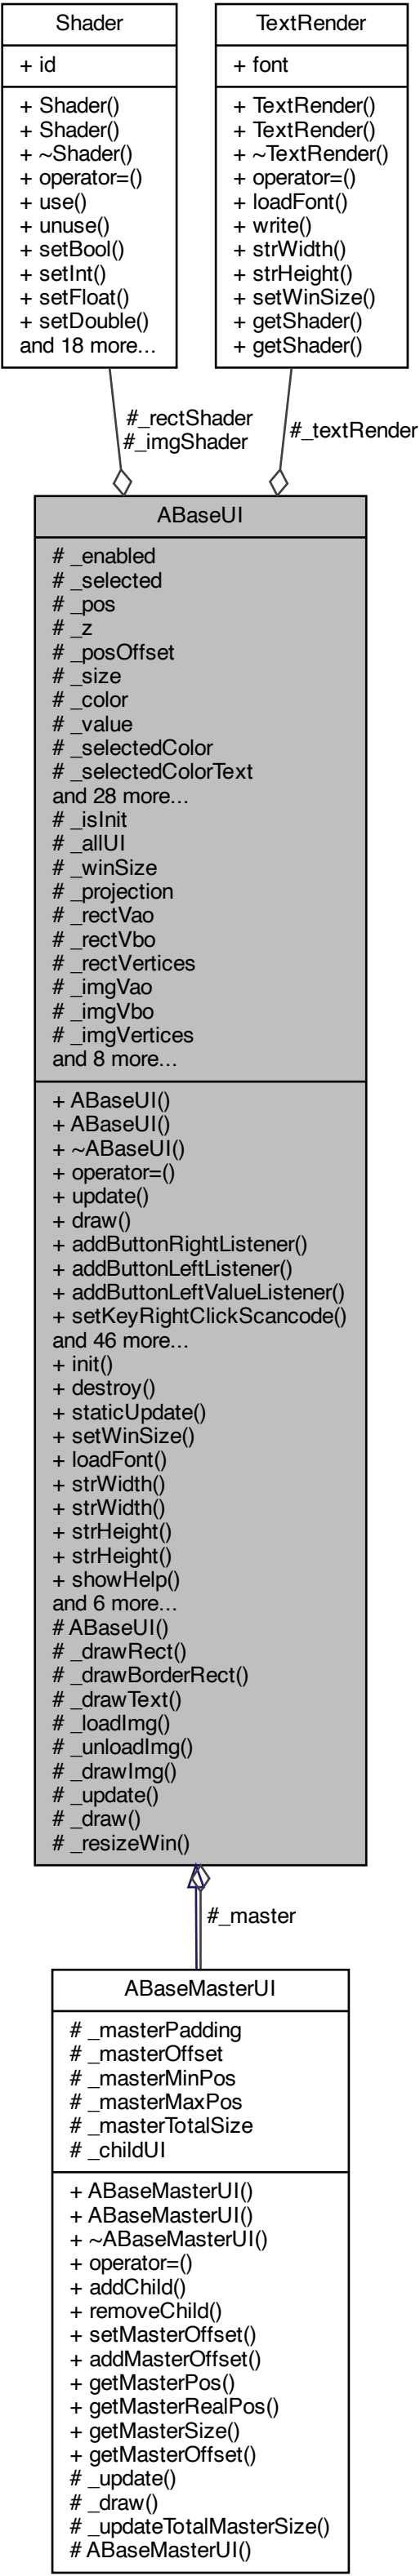 Shader
+ id
+ Shader()
+ Shader()
+ ~Shader()
+ operator=()
+ use()
+ unuse()
+ setBool()
+ setInt()
+ setFloat()
+ setDouble()
and 18 more...
TextRender
+ font
+ TextRender()
+ TextRender()
+ ~TextRender()
+ operator=()
+ loadFont()
+ write()
+ strWidth()
+ strHeight()
+ setWinSize()
+ getShader()
+ getShader()
#_rectShader
#_imgShader
#_textRender
ABaseUI
# _enabled
# _selected
# _pos
# _z
# _posOffset
# _size
# _color
# _value
# _selectedColor
# _selectedColorText
and 28 more...
# _isInit
# _allUI
# _winSize
# _projection
# _rectVao
# _rectVbo
# _rectVertices
# _imgVao
# _imgVbo
# _imgVertices
and 8 more...
+ ABaseUI()
+ ABaseUI()
+ ~ABaseUI()
+ operator=()
+ update()
+ draw()
+ addButtonRightListener()
+ addButtonLeftListener()
+ addButtonLeftValueListener()
+ setKeyRightClickScancode()
and 46 more...
+ init()
+ destroy()
+ staticUpdate()
+ setWinSize()
+ loadFont()
+ strWidth()
+ strWidth()
+ strHeight()
+ strHeight()
+ showHelp()
and 6 more...
# ABaseUI()
# _drawRect()
# _drawBorderRect()
# _drawText()
# _loadImg()
# _unloadImg()
# _drawImg()
# _update()
# _draw()
# _resizeWin()
#_master
ABaseMasterUI
# _masterPadding
# _masterOffset
# _masterMinPos
# _masterMaxPos
# _masterTotalSize
# _childUI
+ ABaseMasterUI()
+ ABaseMasterUI()
+ ~ABaseMasterUI()
+ operator=()
+ addChild()
+ removeChild()
+ setMasterOffset()
+ addMasterOffset()
+ getMasterPos()
+ getMasterRealPos()
+ getMasterSize()
+ getMasterOffset()
# _update()
# _draw()
# _updateTotalMasterSize()
# ABaseMasterUI()